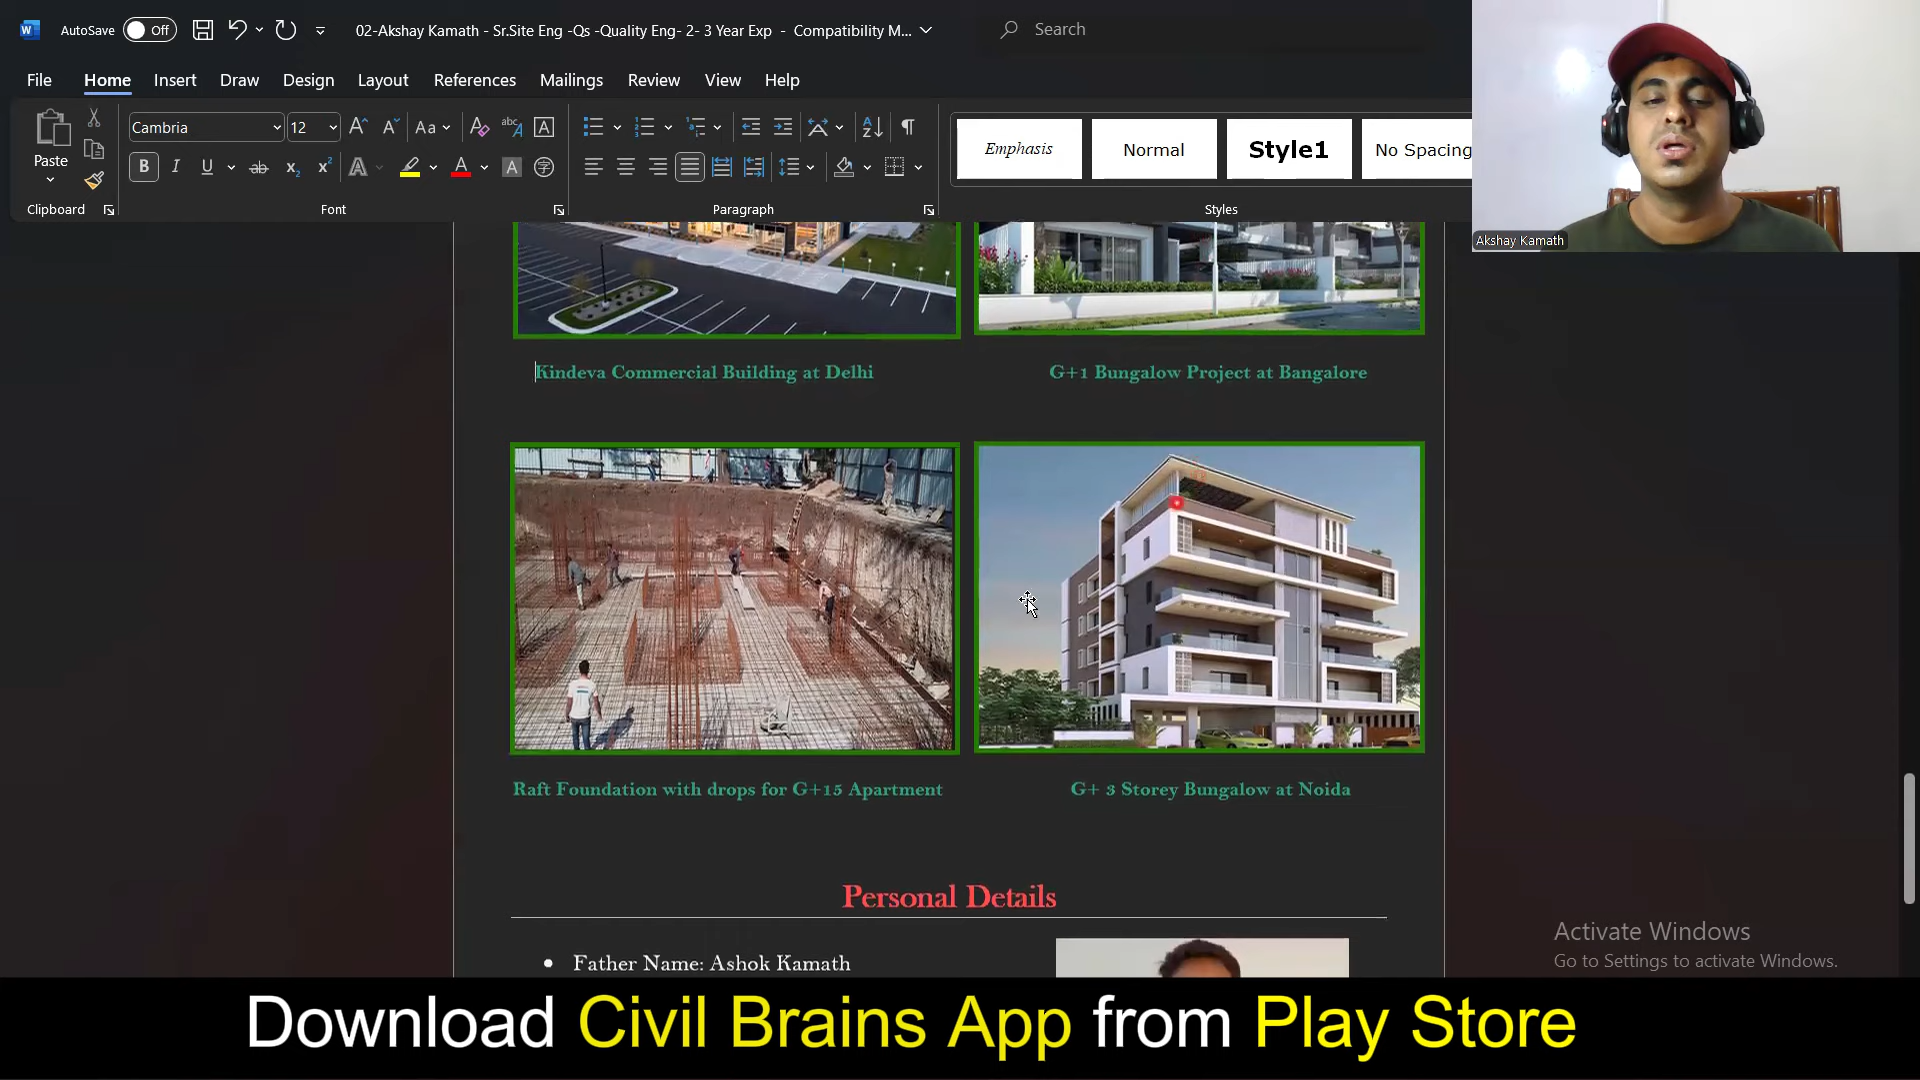 AutoSave Off 02-Akshay Kamath - Sr.Site Eng -Qs -Quality Eng- 2- 3 Year Exp - Compatibility M... Search
File Home Insert Draw Design Layout References Mailings Review View Help
Cambria 12 Aa Emphasis Normal Style1 No Spacing
Paste
Clipboard Font Paragraph Styles
Akshay Kamath
Kindeva Commercial Building at Delhi G+1 Bungalow Project at Bangalore
Raft Foundation with drops for G+15 Apartment G+ 3 Storey Bungalow at Noida
Personal Details
• Father Name: Ashok Kamath
Activate Windows
Go to Settings to activate Windows.
Download Civil Brains App from Play Store